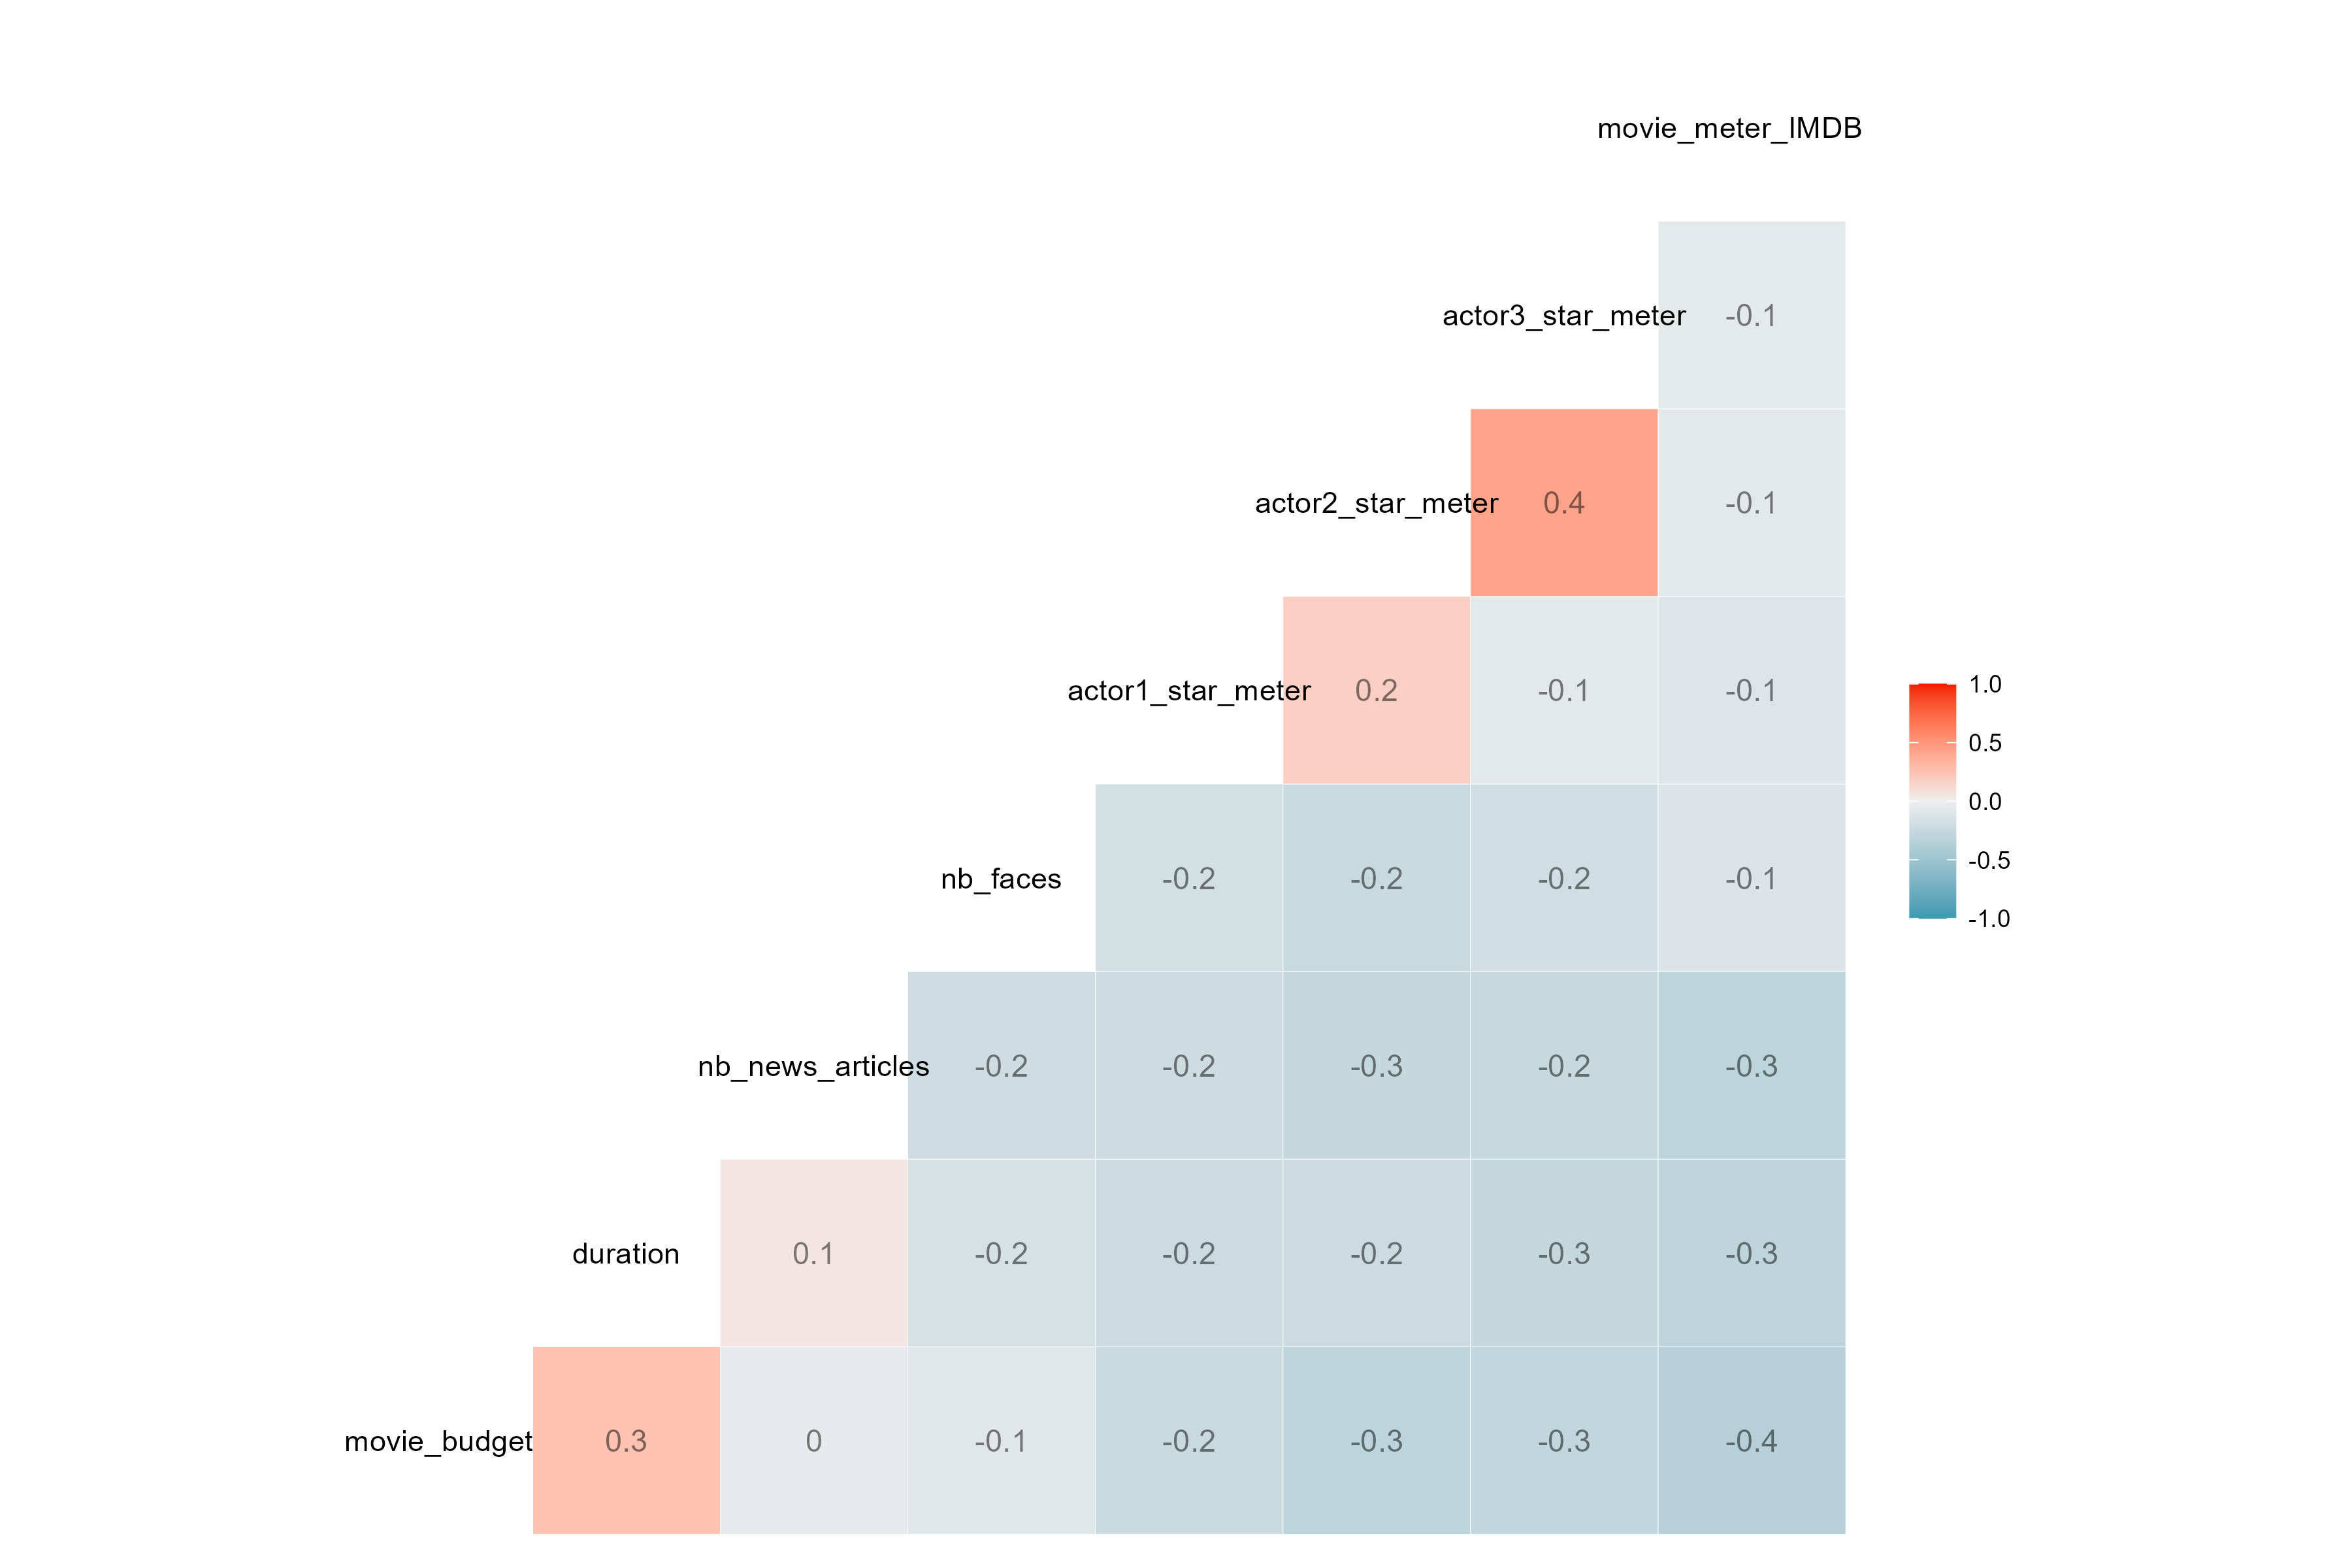 movie_meter_IMDB
actor3_star_meter -0.1
actor2_star_meter 0.4 -0.1
actor1_star_meter 0.2 -0.1 -0.1
nb_faces -0.2 -0.2 -0.2 -0.1
nb_news_articles -0.2 -0.2 -0.3 -0.2 -0.3
duration 0.1 -0.2 -0.2 -0.2 -0.3 -0.3
movie_budget 0.3 0 -0.1 -0.2 -0.3 -0.3 -0.4
1.0
0.5
0.0
-0.5
-1.0